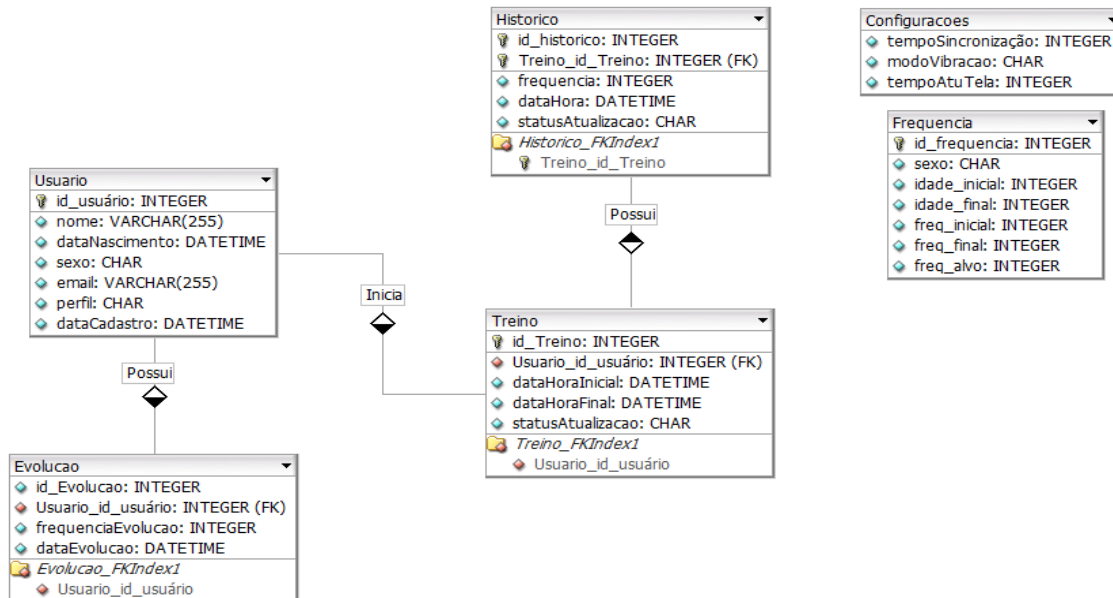 Historico
id_historico: INTEGER
Treino_id_Treino: INTEGER (FK)
frequência: INTEGER
dataHora: DATETIME
statusAtualizacao: CHAR
Historico_FKIndex1
Treino_id_Treino
Configuracoes
tempoSincronização: INTEGER
modoVibracao: CHAR
tempoAtuTela: INTEGER
Frequência
id_frequencia: INTEGER
sexo: CHAR
idade_inicial: INTEGER
idade_final: INTEGER
freq_inicial: INTEGER
freq_final: INTEGER
freq_alvo: INTEGER
Usuario
id_usuário: INTEGER
nome: VARCHAR(255)
dataNascimento: DATETIME
sexo: CHAR
email: VARCHAR(255)
perfil: CHAR
dataCadastro: DATETIME
Possui
Inicia
Possui
Treino
id_Treino: INTEGER
Usuario_id_usuário: INTEGER (FK)
dataHoraInicial: DATETIME
dataHoraFinal: DATETIME
statusAtualizacao: CHAR
Treino_FKIndex1
Usuario_id_usuário
Evolucao
id_Evolucao: INTEGER
Usuario_id_usuário: INTEGER (FK)
frequenciaEvolucao: INTEGER
dataEvolucao: DATETIME
Evolucao_FKIndex1
Usuario_id_usuário